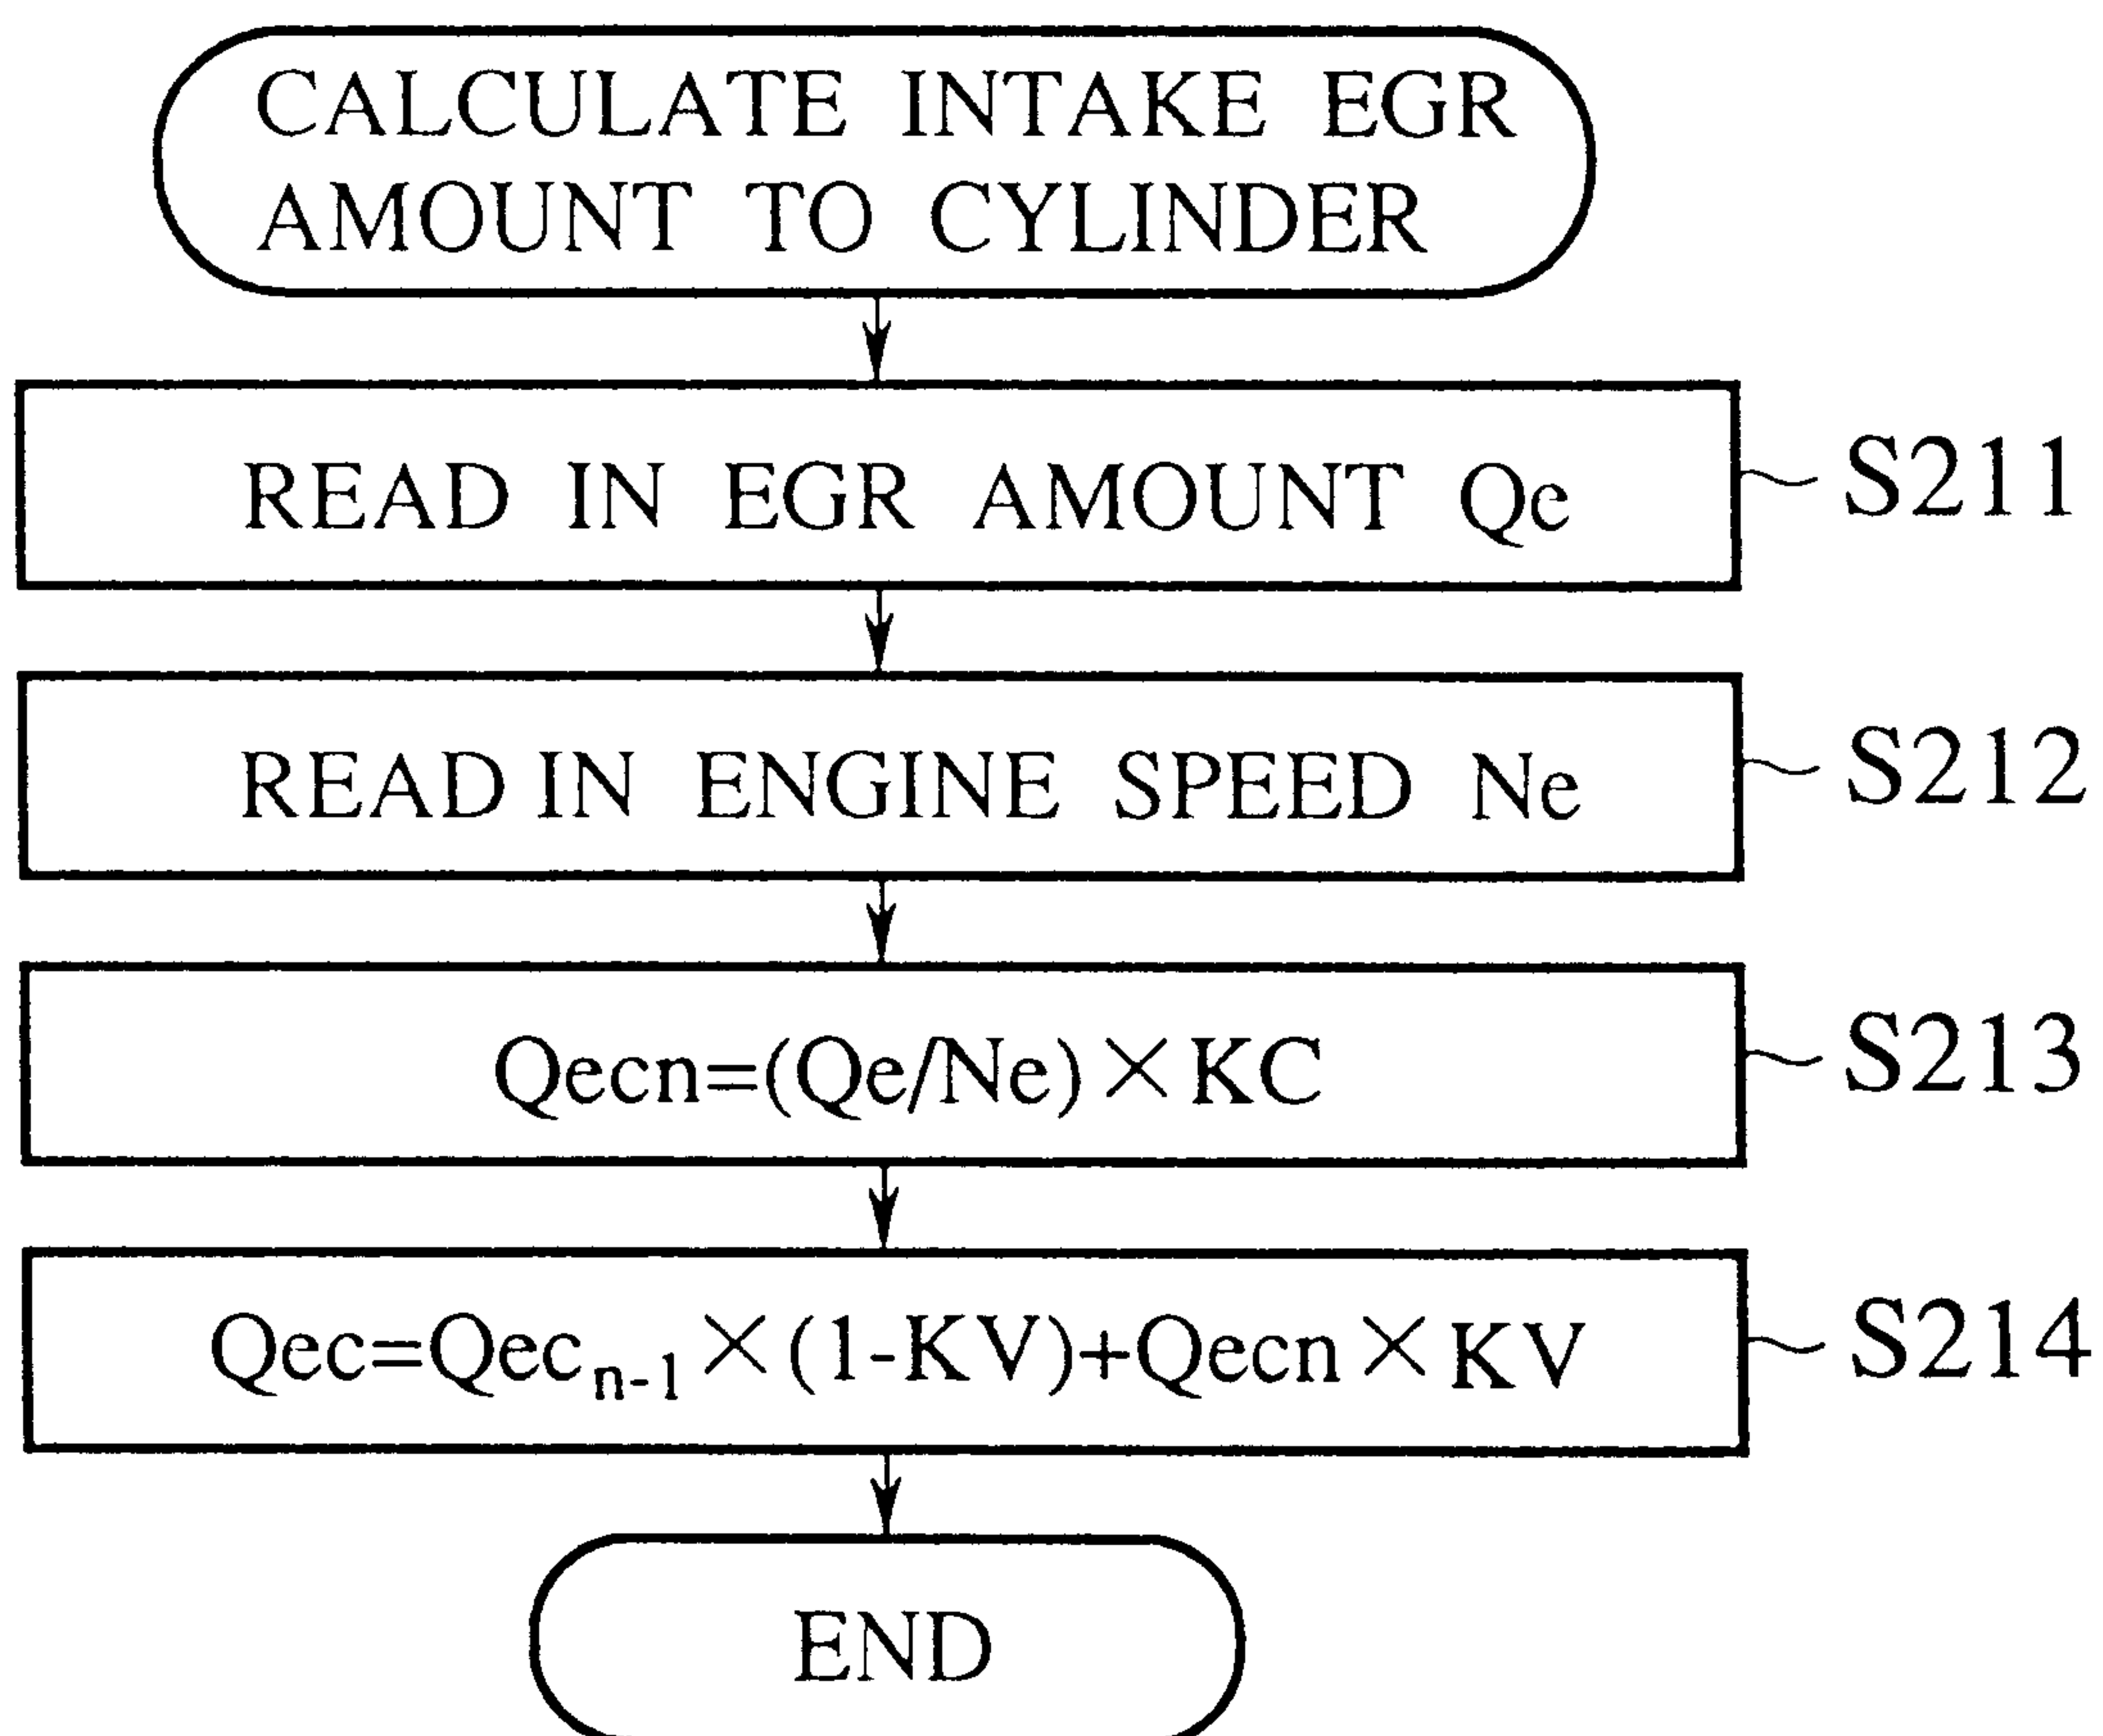 CALCULATE INTAKE EGR
AMOUNT TO CYLINDER
READ IN EGR AMOUNT Qe
S211
READ IN ENGINE SPEED Ne
S212
Qecn=(Qe/Ne)×KC
S213
Qec=Qecₙ₋₁×(1-KV)+Qecn×KV
S214
END